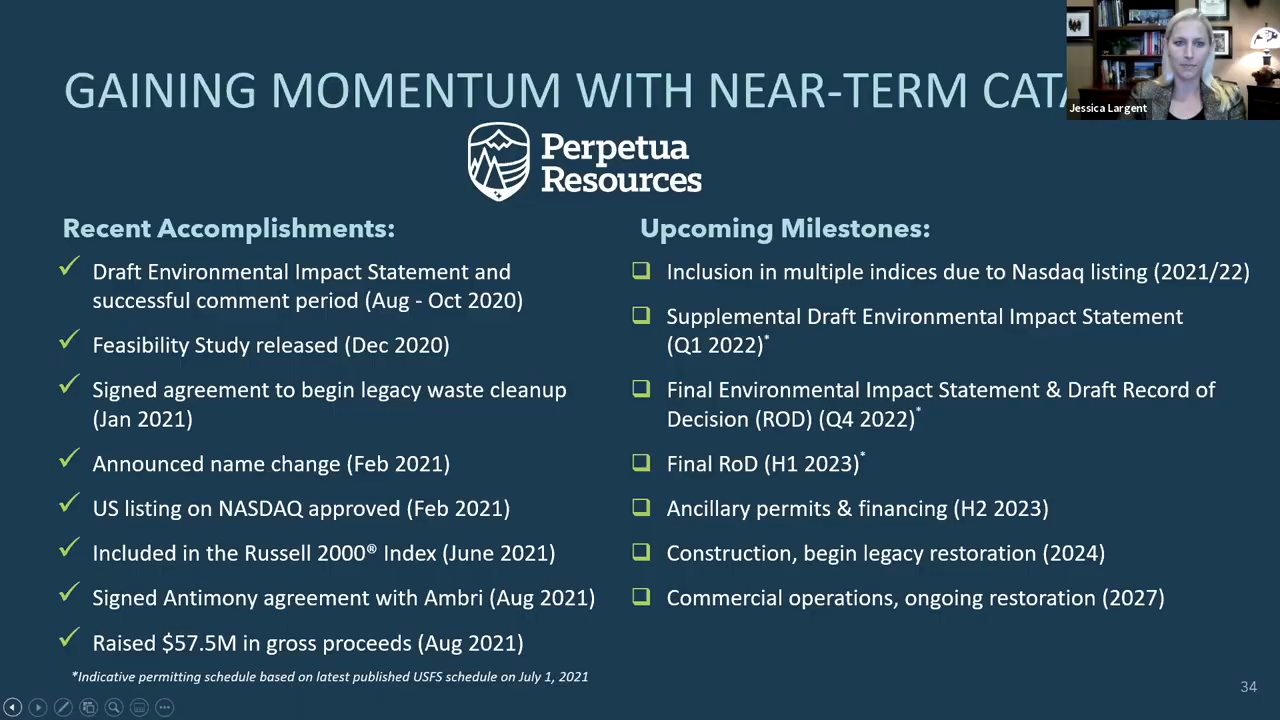 GAINING MOMENTUM WITH NEAR-TERM CATA
Jessica Largent
Perpetua
Resources
Recent Accomplishments:
✓ Draft Environmental Impact Statement and
successful comment period (Aug - Oct 2020)
✓ Feasibility Study released (Dec 2020)
✓ Signed agreement to begin legacy waste cleanup
(Jan 2021)
✓ Announced name change (Feb 2021)
✓ US listing on NASDAQ approved (Feb 2021)
✓ Included in the Russell 2000® Index (June 2021)
✓ Signed Antimony agreement with Ambri (Aug 2021)
✓ Raised $57.5M in gross proceeds (Aug 2021)
*Indicative permitting schedule based on latest published USFS schedule on July 1, 2021
Upcoming Milestones:
❑ Inclusion in multiple indices due to Nasdaq listing (2021/22)
❑ Supplemental Draft Environmental Impact Statement
(Q1 2022)*
❑ Final Environmental Impact Statement & Draft Record of
Decision (ROD) (Q4 2022)*
❑ Final RoD (H1 2023)*
❑ Ancillary permits & financing (H2 2023)
❑ Construction, begin legacy restoration (2024)
❑ Commercial operations, ongoing restoration (2027)
34